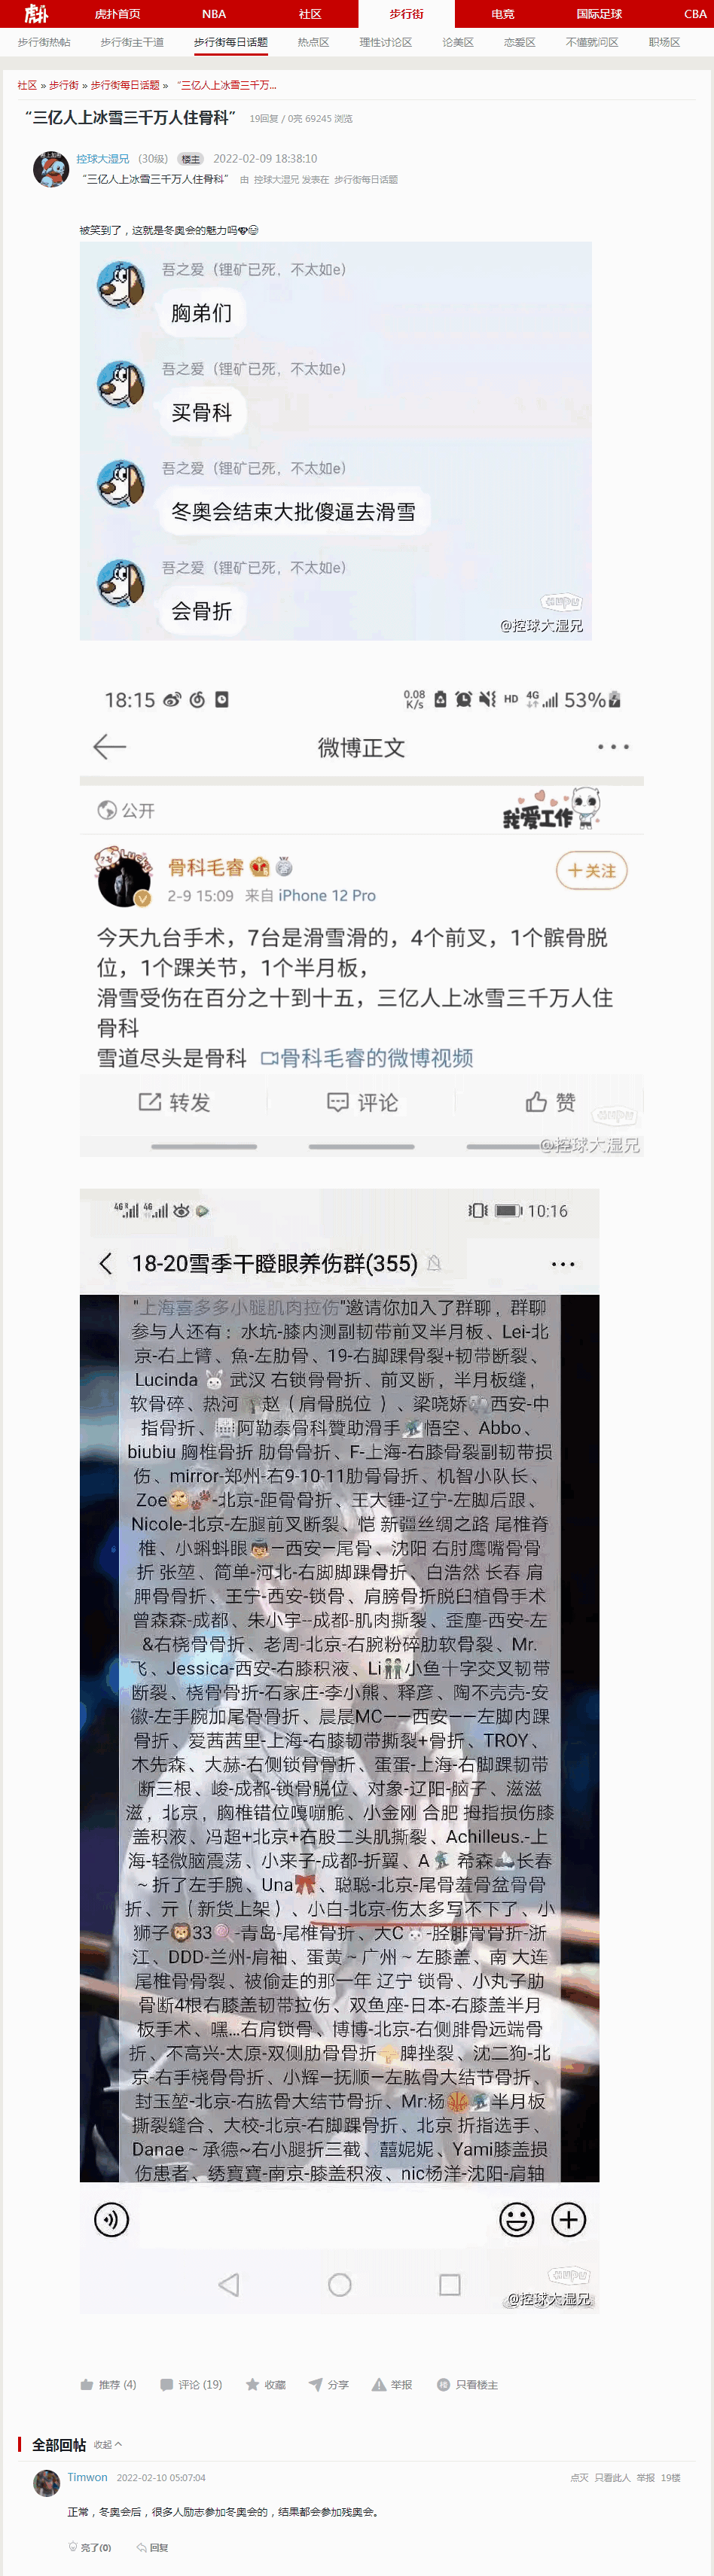 虎扑首页 NBA 社区 步行街 电竞 国际足球 CBA
步行街热帖 步行街主干道 步行街每日话题 热点区 理性讨论区 论美区 恋爱区 不懂就问区 职场区
社区 » 步行街 » 步行街每日话题 » “三亿人上冰雪三千万...
“三亿人上冰雪三千万人住骨科” 19回复 / 0亮 69245 浏览
控球大湿兄 (30级) 楼主 2022-02-09 18:38:10
“三亿人上冰雪三千万人住骨科” 由 控球大湿兄 发表在 步行街每日话题
被笑到了，这就是冬奥会的魅力吗
吾之爱（锂矿已死，不太如e）
胸弟们
吾之爱（锂矿已死，不太如e）
买骨科
吾之爱（锂矿已死，不太如e）
冬奥会结束大批傻逼去滑雪
吾之爱（锂矿已死，不太如e）
会骨折
hupu
@控球大湿兄
18:15 0.08 K/s HD 4G 53%
微博正文
公开 我爱工作
骨科毛睿
2-9 15:09 来自 iPhone 12 Pro
+关注
今天九台手术，7台是滑雪滑的，4个前叉，1个髌骨脱
位，1个踝关节，1个半月板，
滑雪受伤在百分之十到十五，三亿人上冰雪三千万人住
骨科
雪道尽头是骨科 骨科毛睿的微博视频
转发 评论 赞
hupu
@控球大湿兄
4G 4G 10:16
18-20雪季干瞪眼养伤群(355)
"上海喜多多小腿肌肉拉伤"邀请你加入了群聊，群聊
参与人还有：水坑-膝内测副韧带前叉半月板、Lei-北
京-右上臂、魚-左肋骨、19-右脚踝骨裂+韧带断裂、
Lucinda 武汉 右锁骨骨折、前叉断，半月板缝，
软骨碎、热河 赵（肩骨脱位 ）、梁哓娇 西安-中
指骨折、 阿勒泰骨科赞助滑手 悟空、Abbo、
biubiu 胸椎骨折 肋骨骨折、F-上海-右膝骨裂副韧带损
伤、mirror-郑州-右9-10-11肋骨骨折、机智小队长、
Zoe -北京-距骨骨折、王大锤-辽宁-左脚后跟、
Nicole-北京-左腿前叉断裂、恺 新疆丝绸之路 尾椎脊
椎、小蝌蚪眼 —西安—尾骨、沈阳 右肘鹰嘴骨骨
折 张堃、简单-河北-右脚脚踝骨折、白浩然 长春 肩
胛骨骨折、王宁-西安-锁骨、肩膀骨折脱臼植骨手术
曾森森-成都、朱小宇--成都-肌肉撕裂、歪塵-西安-左
&右桡骨骨折、老周-北京-右腕粉碎肋软骨裂、Mr.
飞、Jessica-西安-右膝积液、Li 小鱼十字交叉韧带
断裂、桡骨骨折-石家庄-李小熊、释彦、陶不壳壳-安
徽-左手腕加尾骨骨折、晨晨MC——西安——左脚内踝
骨折、爱茜茜里-上海-右膝韧带撕裂+骨折、TROY、
木先森、大赫-右侧锁骨骨折、蛋蛋-上海-右脚踝韧带
断三根、峻-成都-锁骨脱位、对象-辽阳-脑子、滋滋
滋，北京，胸椎错位嘎嘣脆、小金刚 合肥 拇指损伤膝
盖积液、冯超+北京+右股二头肌撕裂、Achilleus.-上
海-轻微脑震荡、小来子-成都-折翼、A 希森 长春
~折了左手腕、Una 、聪聪-北京-尾骨羞骨盆骨骨
折、亓（新货上架）、小白-北京-伤太多写不下了、小
狮子 33 -青岛-尾椎骨折、大C -胫腓骨骨折-浙
江、DDD-兰州-肩袖、蛋黄~广州~左膝盖、南 大连
尾椎骨骨裂、被偷走的那一年 辽宁 锁骨、小丸子肋
骨断4根右膝盖韧带拉伤、双鱼座-日本-右膝盖半月
板手术、嘿...右肩锁骨、博博-北京-右侧腓骨远端骨
折、不高兴-太原-双侧肋骨骨折 脾挫裂、沈二狗-北
京-右手桡骨骨折、小辉—抚顺—左肱骨大结节骨折、
封玉堃-北京-右肱骨大结节骨折、Mr:杨 半月板
撕裂缝合、大校-北京-右脚踝骨折、北京 折指选手、
Danae~承德~右小腿折三截、囍妮妮、Yami膝盖损
伤患者、绣寶寶-南京-膝盖积液、nic杨洋-沈阳-肩轴
hupu
@控球大湿兄
推荐 (4) 评论 (19) 收藏 分享 举报 只看楼主
全部回帖 收起
Timwon 2022-02-10 05:07:04 点灭 只看此人 举报 19楼
正常，冬奥会后，很多人励志参加冬奥会的，结果都会参加残奥会。
亮了(0) 回复